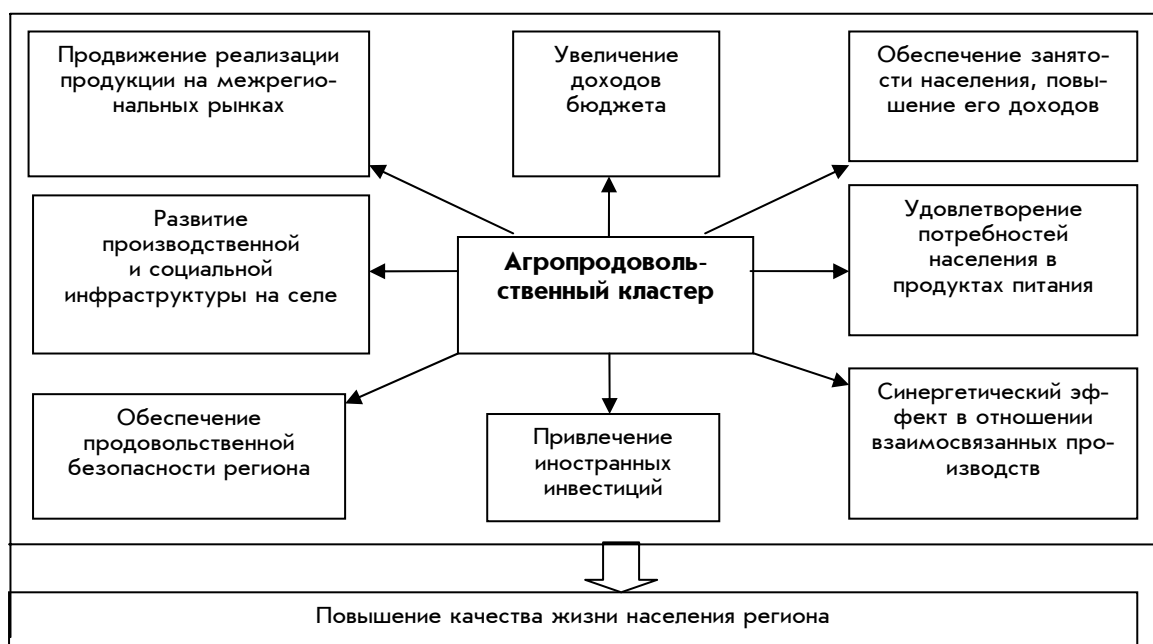 Продвижение реализации
продукции на межрегио-
нальных рынках
Увеличение
доходов
бюджета
Обеспечение занято-
сти населения, повы-
шение его доходов
Развитие
производственной
и социальной
инфраструктуры на селе
Агропродоволь-
ственный кластер
Удовлетворение
потребностей
населения в
продуктах питания
Обеспечение
продовольственной
безопасности региона
Привлечение
иностранных
инвестиций
Синергетический эф-
фект в отношении
взаимосвязанных про-
изводств
Повышение качества жизни населения региона